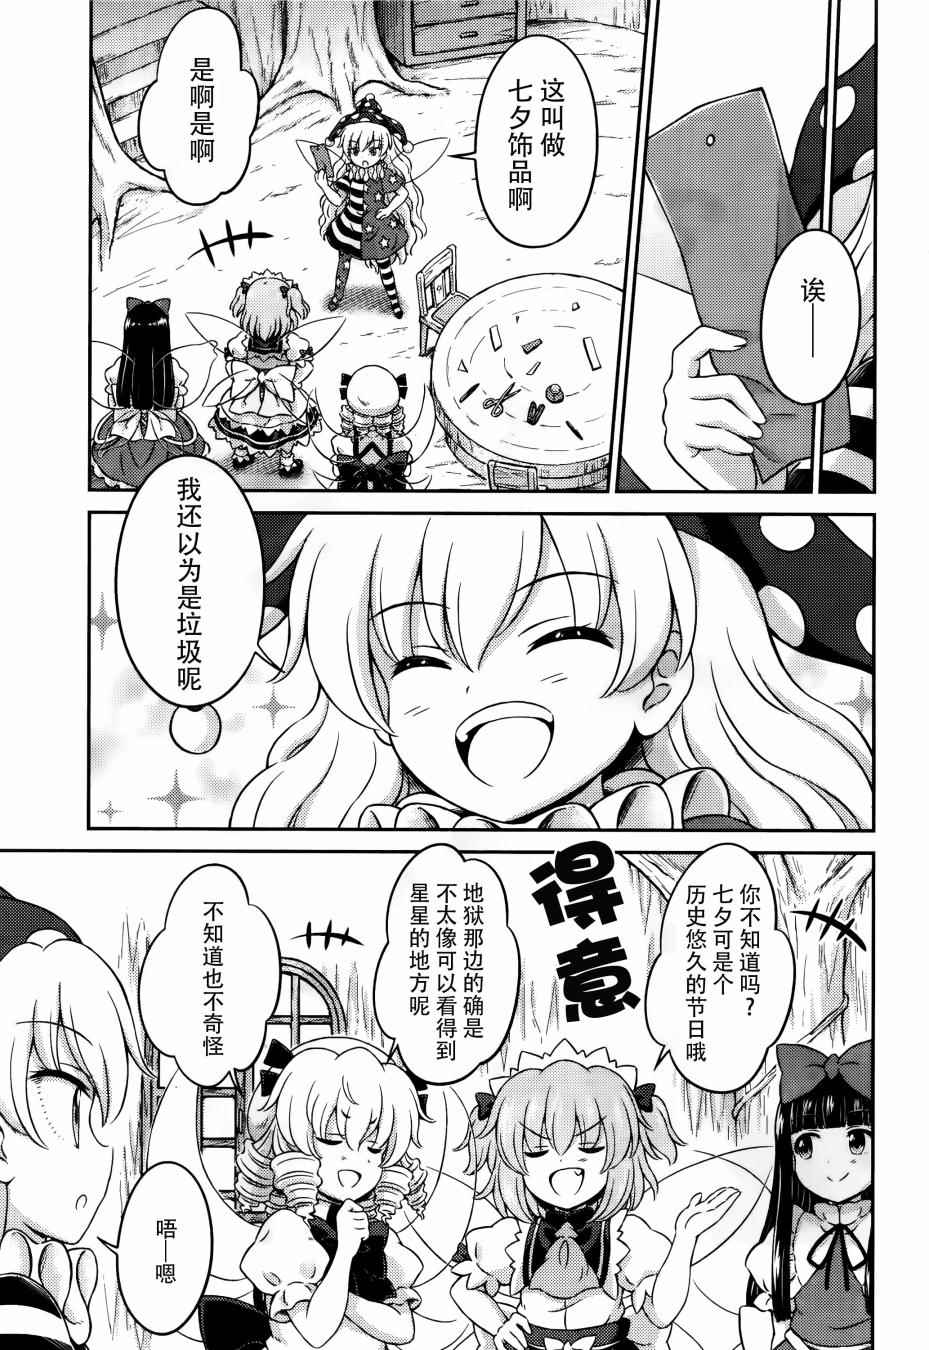 诶—
这叫做
七夕饰
品啊
是啊是啊
我还以为是垃圾呢
你不知道吗？
七夕可是个
历史悠久的节日哦
得意
地狱那边的确是
不太像可以看得到
星星的地方呢
不知道也不奇怪
唔—嗯